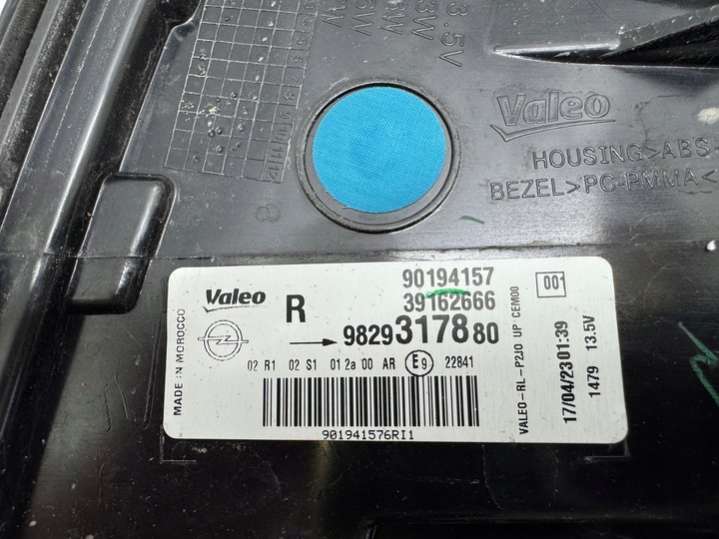 3.5V
Valeo
HOUSING>ABS
BEZEL>PC-PMMA<
8
Valeo
R
90194157
39162666
9829317880
001
02 R1 02 S1 01 2a 00 AR E9 22841
901941576RI1
MADE IN MOROCCO
VALEO-RL-P2JO UP CEM00
17/04/23 01:39
1479 13.5V